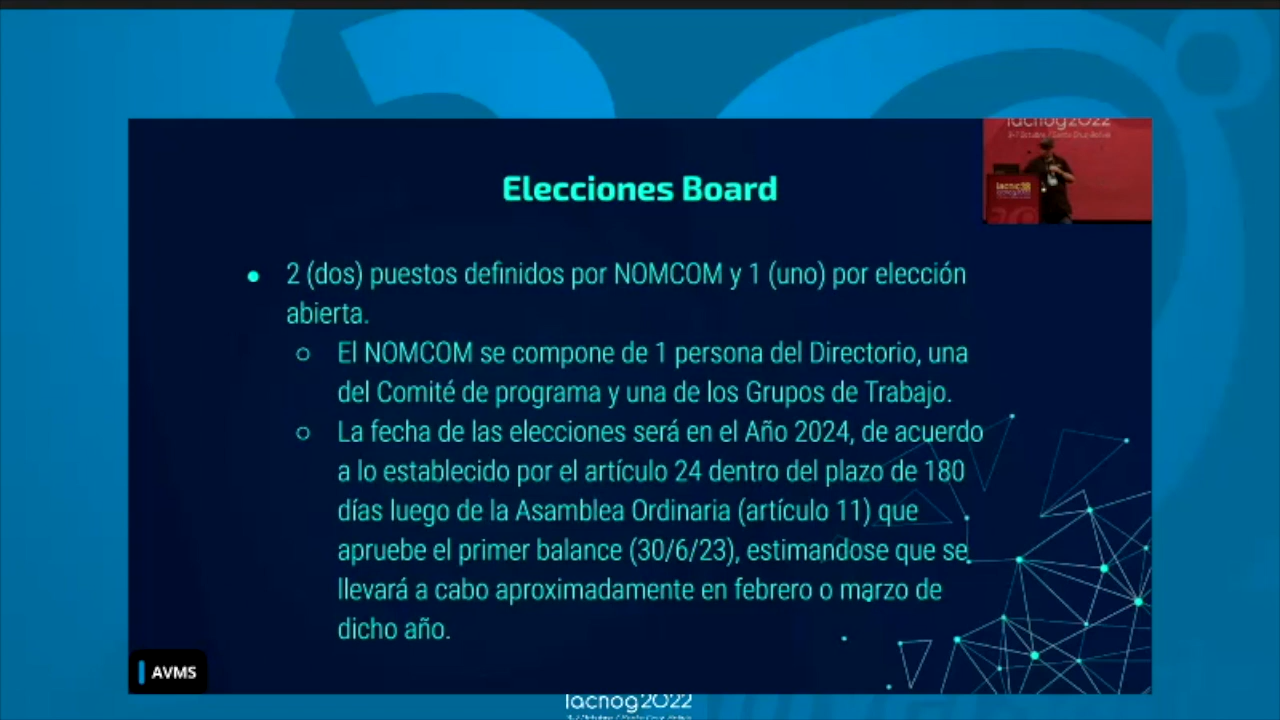 lacnog2022
Elecciones Board
2 (dos) puestos definidos por NOMCOM y 1 (uno) por elección
abierta.
El NOMCOM se compone de 1 persona del Directorio, una
del Comité de programa y una de los Grupos de Trabajo.
La fecha de las elecciones será en el Año 2024, de acuerdo
a lo establecido por el artículo 24 dentro del plazo de 180
días luego de la Asamblea Ordinaria (artículo 11) que
apruebe el primer balance (30/6/23), estimandose que se
llevará a cabo aproximadamente en febrero o marzo de
dicho año.
AVMS
lacnog2022